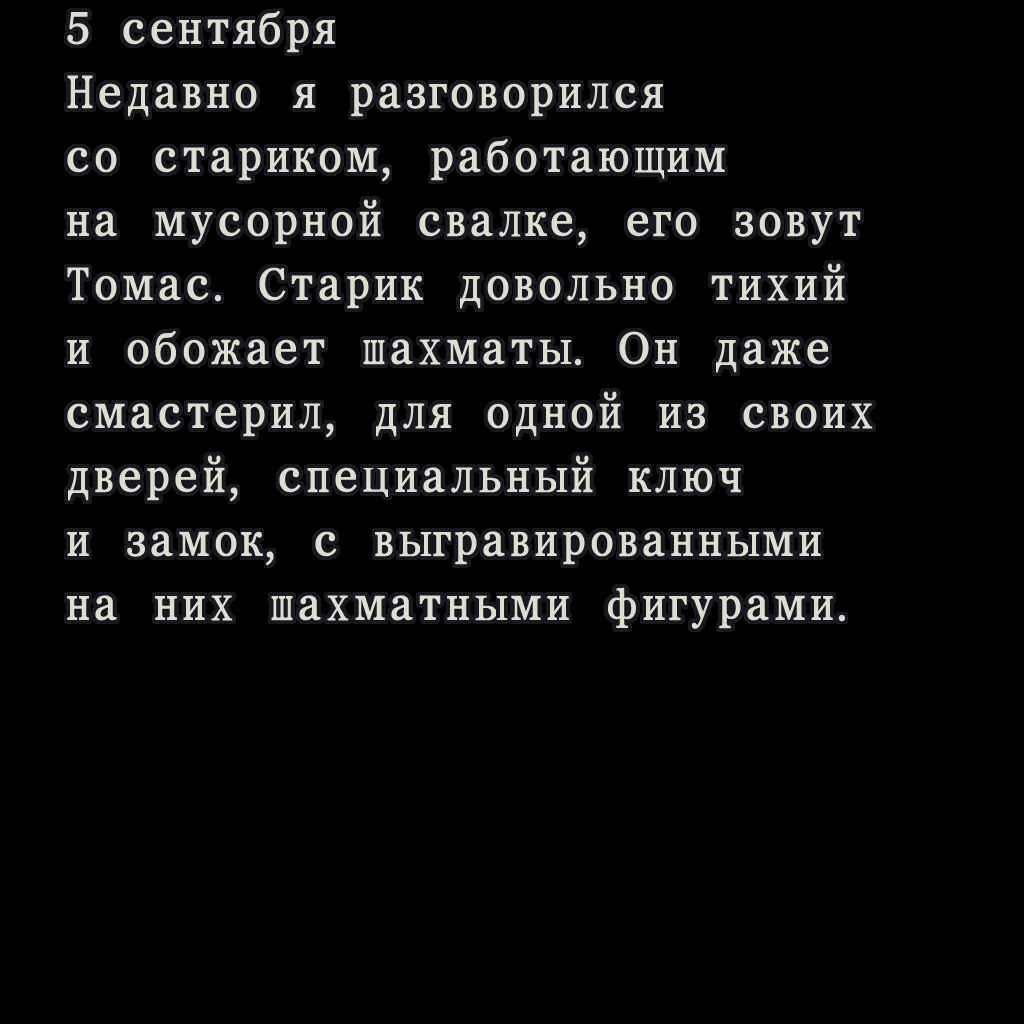 5 сентября
Недавно я разговорился
со стариком, работающим
на мусорной свалке, его зовут
Томас. Старик довольно тихий
и обожает шахматы. Он даже
смастерил, для одной из своих
дверей, специальный ключ
и замок, с выгравированными
на них шахматными фигурами.